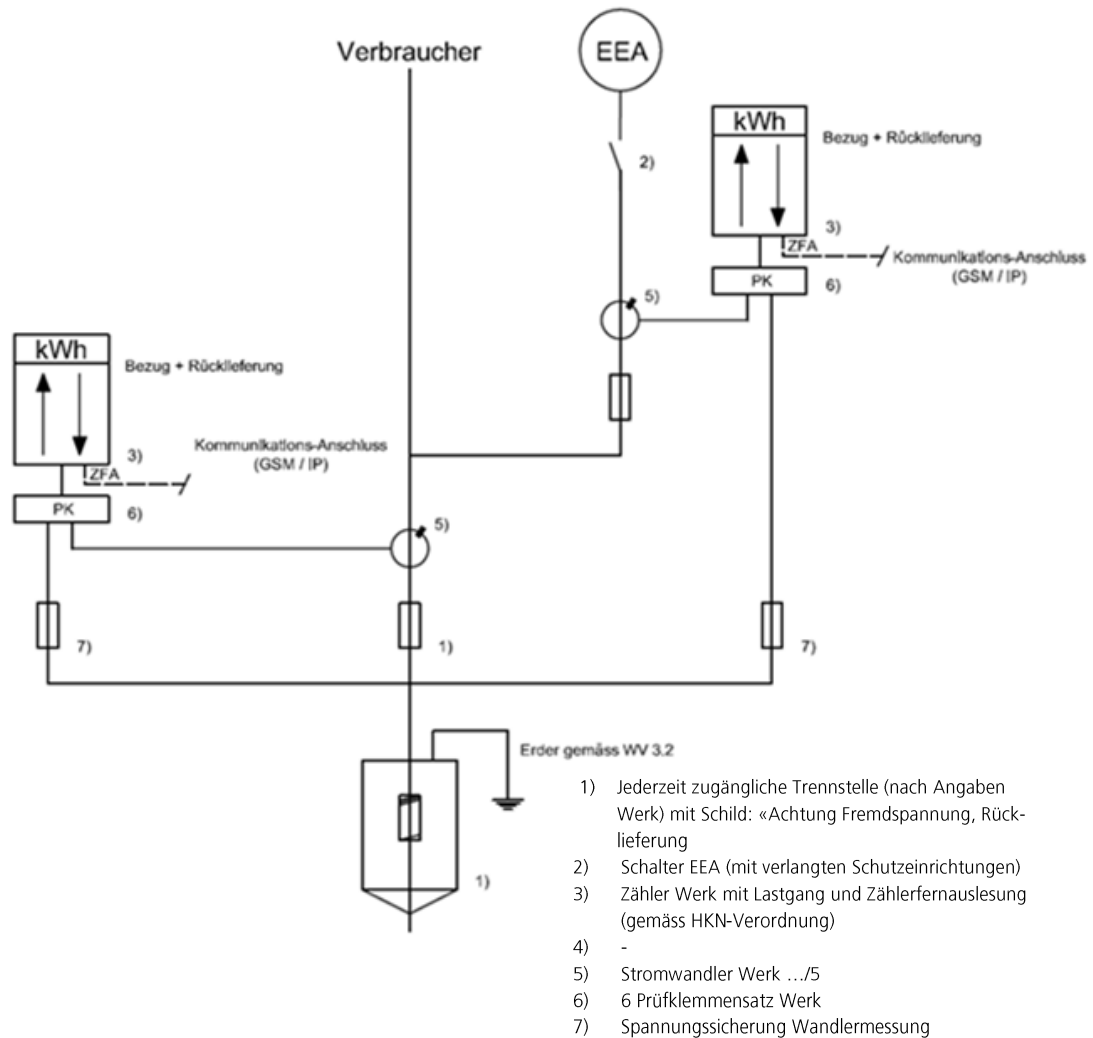 Verbraucher
EEA
kWh
Bezug + Rücklieferung
2)
3)
ZFA
Kommunikations-Anschluss
(GSM / IP)
PK
6)
5)
kWh
Bezug + Rücklieferung
Kommunikations-Anschluss
(GSM / IP)
3)
ZFA
PK
6)
5)
7)
1)
7)
Erder gemäss WV 3.2
1)
1) Jederzeit zugängliche Trennstelle (nach Angaben
Werk) mit Schild: «Achtung Fremdspannung, Rück-
lieferung
2) Schalter EEA (mit verlangten Schutzeinrichtungen)
3) Zähler Werk mit Lastgang und Zählerfernauslesung
(gemäss HKN-Verordnung)
4) -
5) Stromwandler Werk …/5
6) 6 Prüfklemmensatz Werk
7) Spannungssicherung Wandlermessung